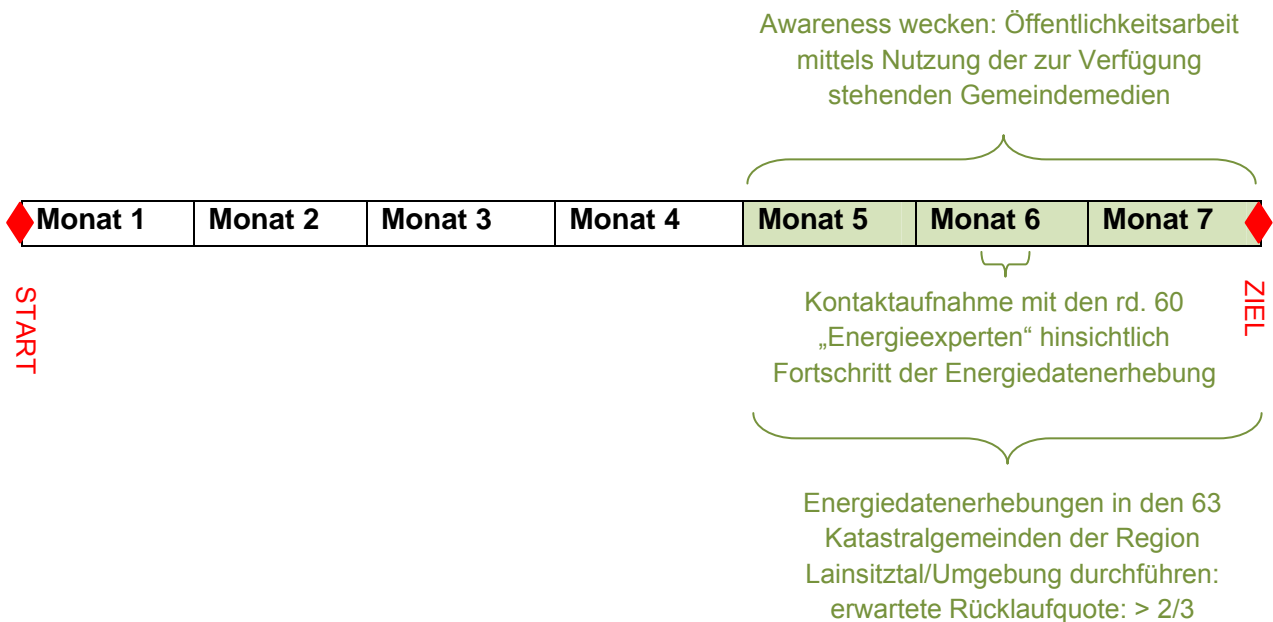 Awareness wecken: Öffentlichkeitsarbeit
mittels Nutzung der zur Verfügung
stehenden Gemeindemedien
Monat 1 Monat 2 Monat 3 Monat 4 Monat 5 Monat 6 Monat 7
START
ZIEL
Kontaktaufnahme mit den rd. 60
„Energieexperten“ hinsichtlich
Fortschritt der Energiedatenerhebung
Energiedatenerhebungen in den 63
Katastralgemeinden der Region
Lainsitztal/Umgebung durchführen:
erwartete Rücklaufquote: > 2/3